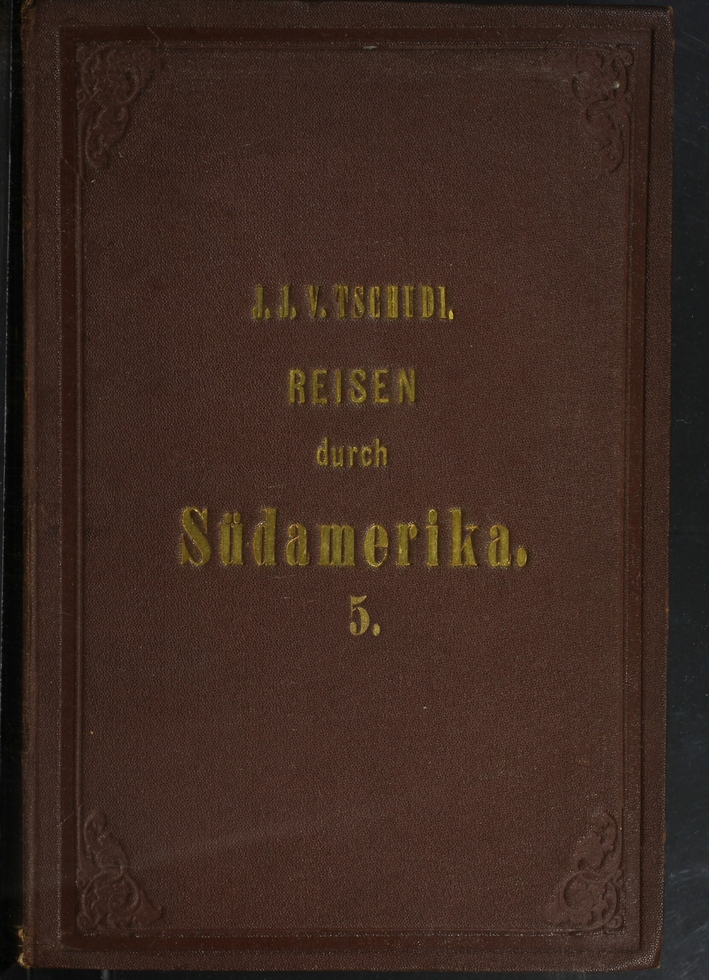 J. J. V. TSCHUDI.
REISEN
durch
Südamerika.
5.